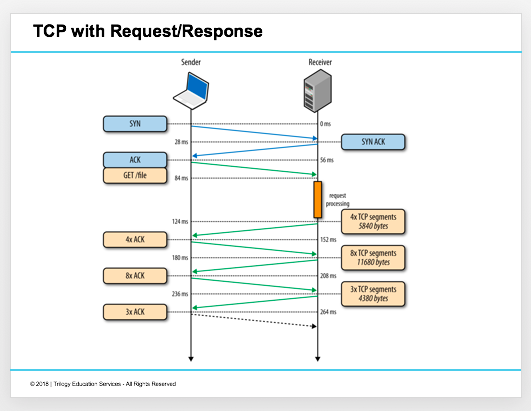 TCP with Request/Response
Sender
Receiver
SYN
0 ms
28 ms
SYN ACK
ACK
56 ms
GET /file
84 ms
request
processing
124 ms
4x TCP segments
5840 bytes
4x ACK
152 ms
180 ms
8x TCP segments
11680 bytes
8x ACK
208 ms
236 ms
3x TCP segments
4380 bytes
3x ACK
264 ms
© 2018 | Trilogy Education Services - All Rights Reserved